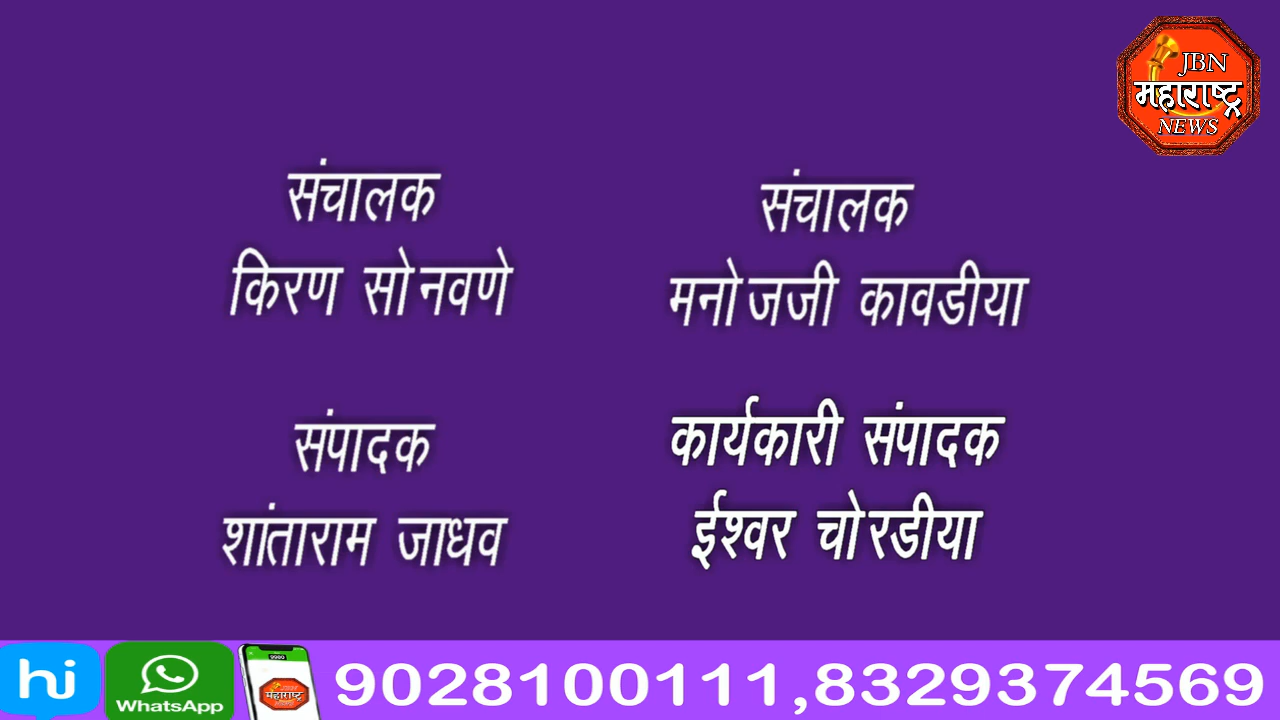 JBN
महाराष्ट्र
NEWS
संचालक
किरण सोनवणे
संचालक
मनोजजी कावडीया
संपादक
शांताराम जाधव
कार्यकारी संपादक
ईश्वर चोरडीया
hi
WhatsApp
महाराष्ट्र
9028100111,8329374569